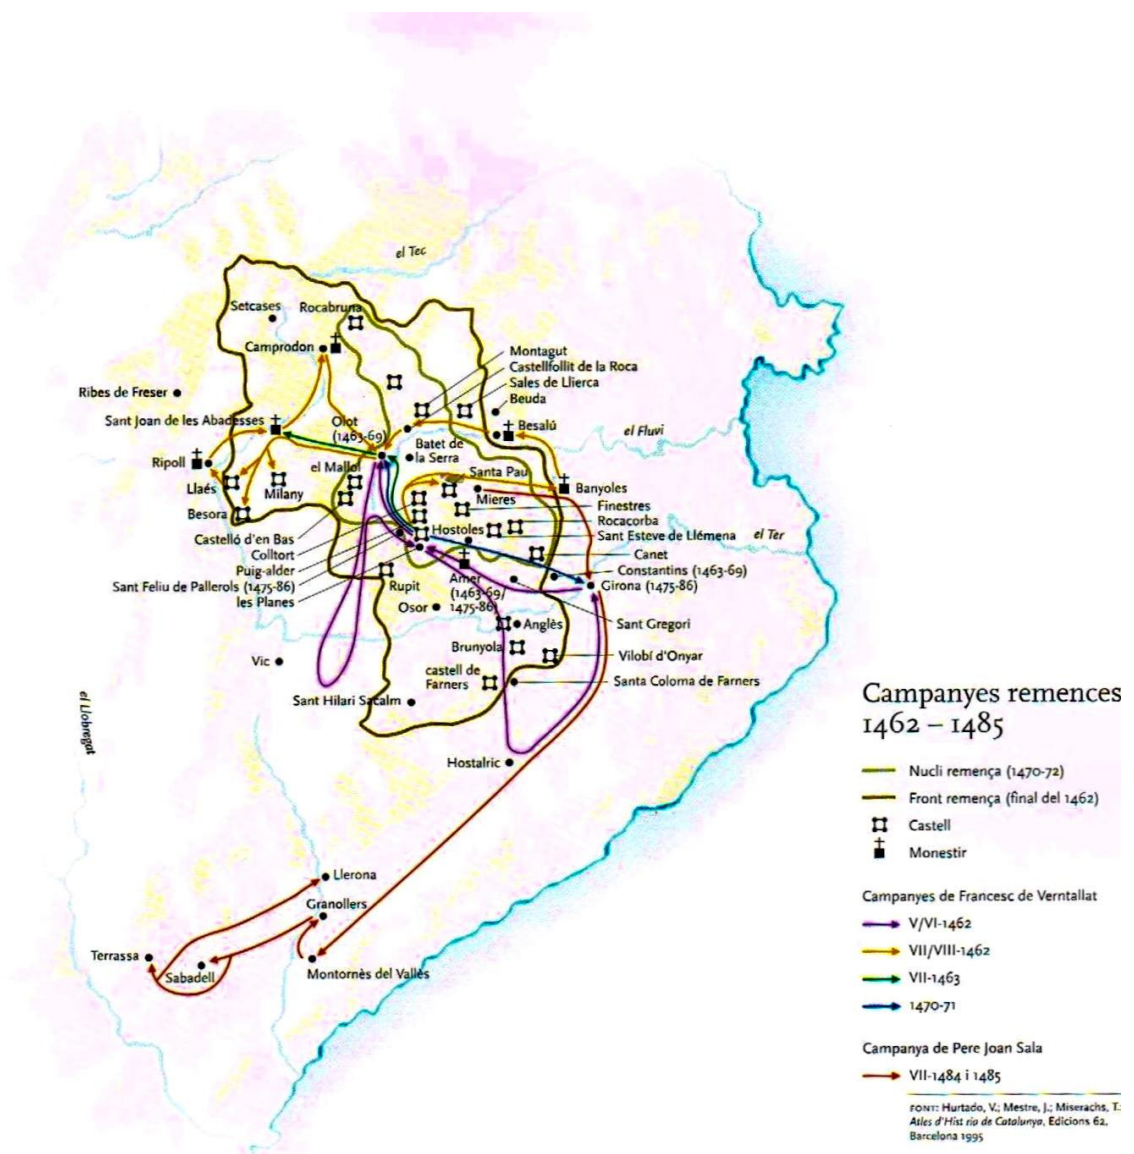 el Tec
Setcases
Rocabruna
Camprodon
Montagut
Castellfollit de la Roca
Sales de Llierca
Beuda
Ribes de Freser
Sant Joan de les Abadesses
Olot
(1463-69)
Besalú
el Fluvi
Batet de
la Serra
Ripoll
el Mallol
Santa Pau
Llaés
Milany
Mieres
Banyoles
Besora
Finestres
Rocacorba
Hostoles
Sant Esteve de Llémena
el Ter
Castelló d'en Bas
Colltort
Canet
Puig-alder
Constantins (1463-69)
Sant Feliu de Pallerols (1475-86)
Rupit
Amer
(1463-69)/
1475-86)
Girona (1475-86)
les Planes
Osor
Anglès
Sant Gregori
Brunyola
Vic
Vilobí d'Onyar
castell de
Farners
Santa Coloma de Farners
Sant Hilari Sacalm
el Llobregat
Hostalric
Llerona
Granollers
Terrassa
Sabadell
Montornès del Vallès
Campanyes remences
1462 – 1485
Nucli remença (1470-72)
Front remença (final del 1462)
Castell
Monestir
Campanyes de Francesc de Verntallat
V/VI-1462
VII/VIII-1462
VII-1463
1470-71
Campanya de Pere Joan Sala
VII-1484 i 1485
FONT: Hurtado, V.; Mestre, J.; Miserachs, T.:
Atles d'Hist ria de Catalunya, Edicions 62,
Barcelona 1995